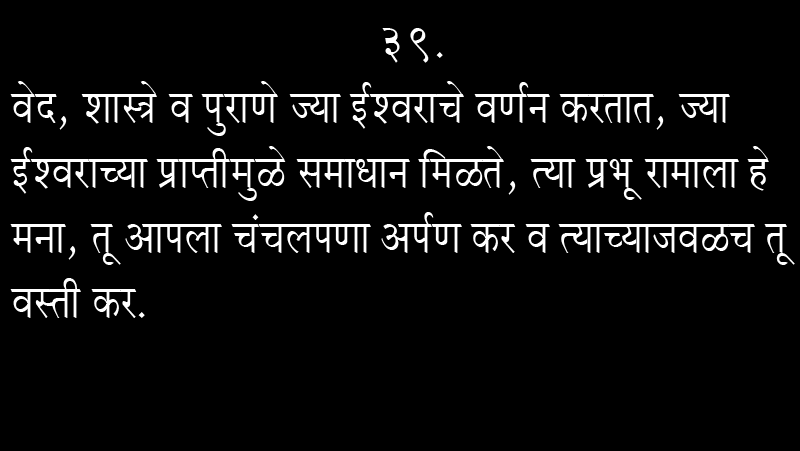 ३९.
वेद, शास्त्रे व पुराणे ज्या ईश्वराचे वर्णन करतात, ज्या
ईश्वराच्या प्राप्तीमुळे समाधान मिळते, त्या प्रभू रामाला हे
मना, तू आपला चंचलपणा अर्पण कर व त्याच्याजवळच तू
वस्ती कर.